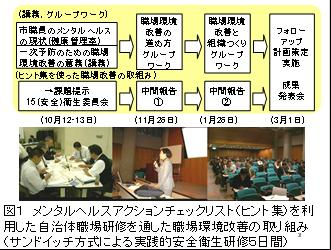 (講義、グループワーク)
市職員のメンタルヘルス
の現状(健康管理室)
一次予防のための職場
環境改善の意義(講義)
職場環境
改善の進
め方
グループ
ワーク
職場環境
改善と
組織づくり
グループ
ワーク
フォロー
アップ
計画策定
実施
(ヒント集を使った職場改善の取組み)
→課題提示
15(安全)衛生委員会
中間報告
①
中間報告
②
成果
発表会
(10月12-13日)
(11月26日)
(1月26日)
(3月1日)
図1 メンタルヘルスアクションチェックリスト(ヒント集)を利
用した自治体職場研修を通した職場環境改善の取り組み
(サンドイッチ方式による実践的安全衛生研修5日間)